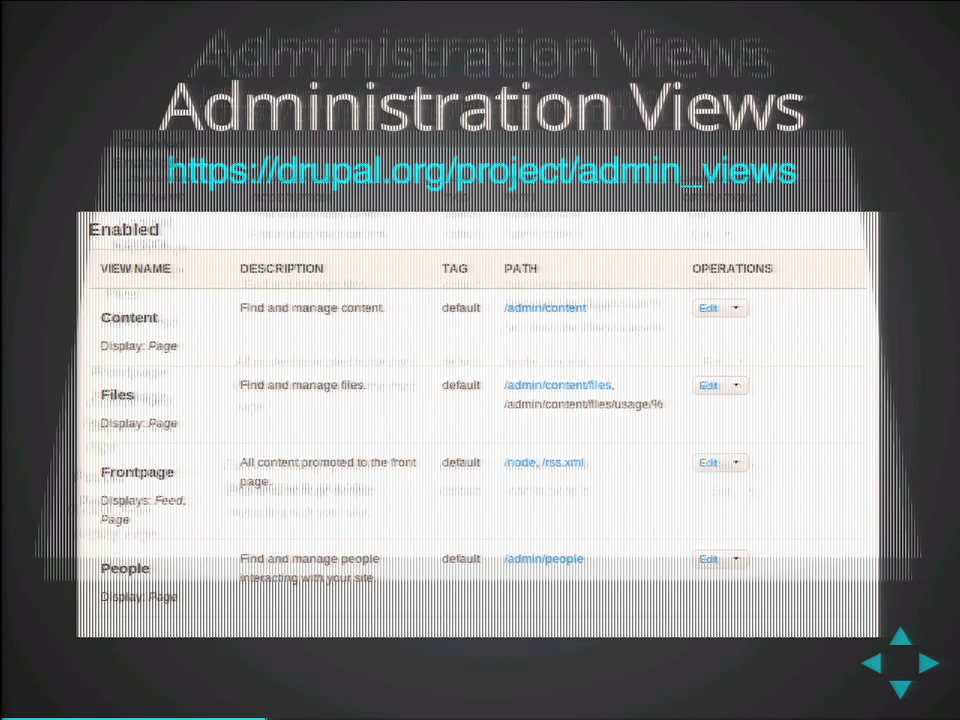 Administration Views
https://drupal.org/project/admin_views
Enabled
VIEW NAME DESCRIPTION TAG PATH OPERATIONS
Content Find and manage content. default /admin/content Edit
Display: Page
Files Find and manage files. default /admin/content/files, Edit
/admin/content/files/usage/%
Display: Page
Frontpage All content promoted to the front default /node, /rss.xml Edit
page.
Displays: Feed,
Page
People Find and manage people default /admin/people Edit
interacting with your site.
Display: Page